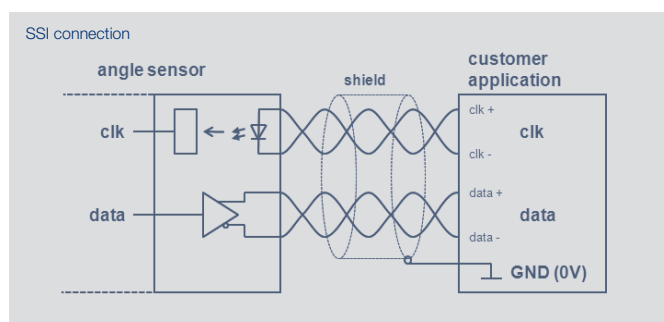 SSI connection
angle sensor
shield
customer
application
clk
clk +
clk
clk -
data
data +
data
data -
GND (0V)